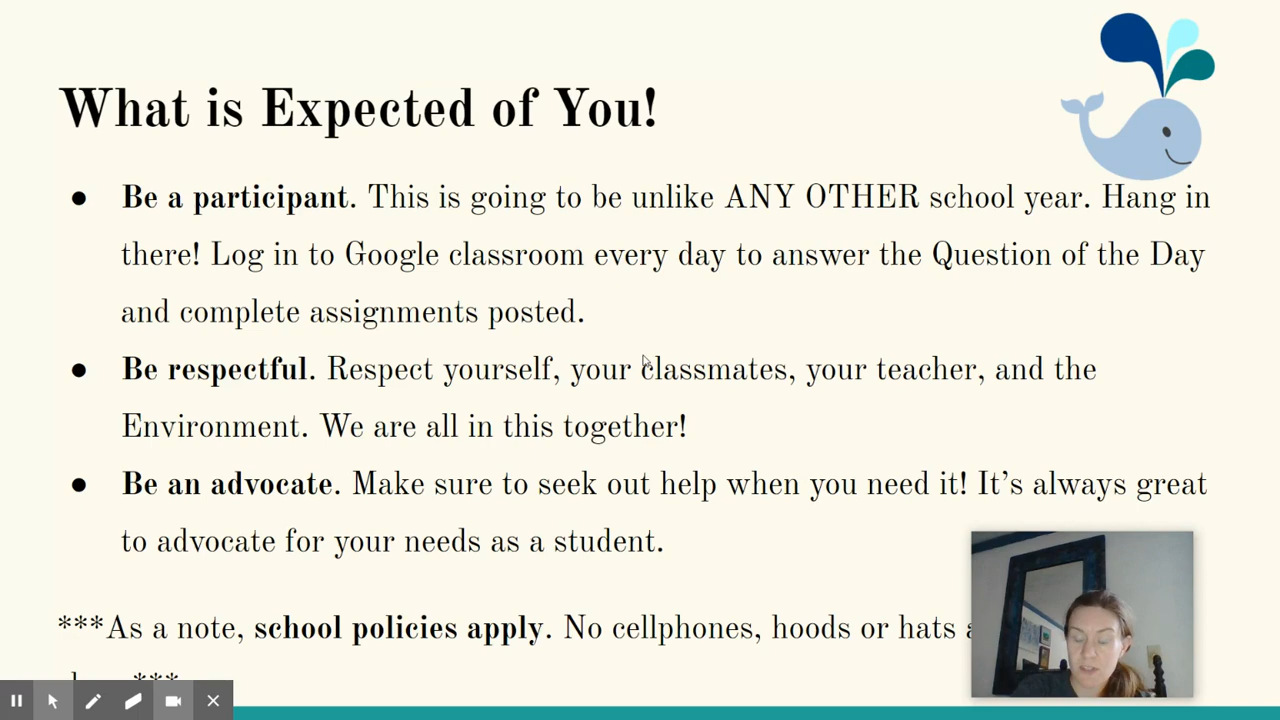 What is Expected of You!
● Be a participant. This is going to be unlike ANY OTHER school year. Hang in
there! Log in to Google classroom every day to answer the Question of the Day
and complete assignments posted.
● Be respectful. Respect yourself, your classmates, your teacher, and the
Environment. We are all in this together!
● Be an advocate. Make sure to seek out help when you need it! It’s always great
to advocate for your needs as a student.
***As a note, school policies apply. No cellphones, hoods or hats
***